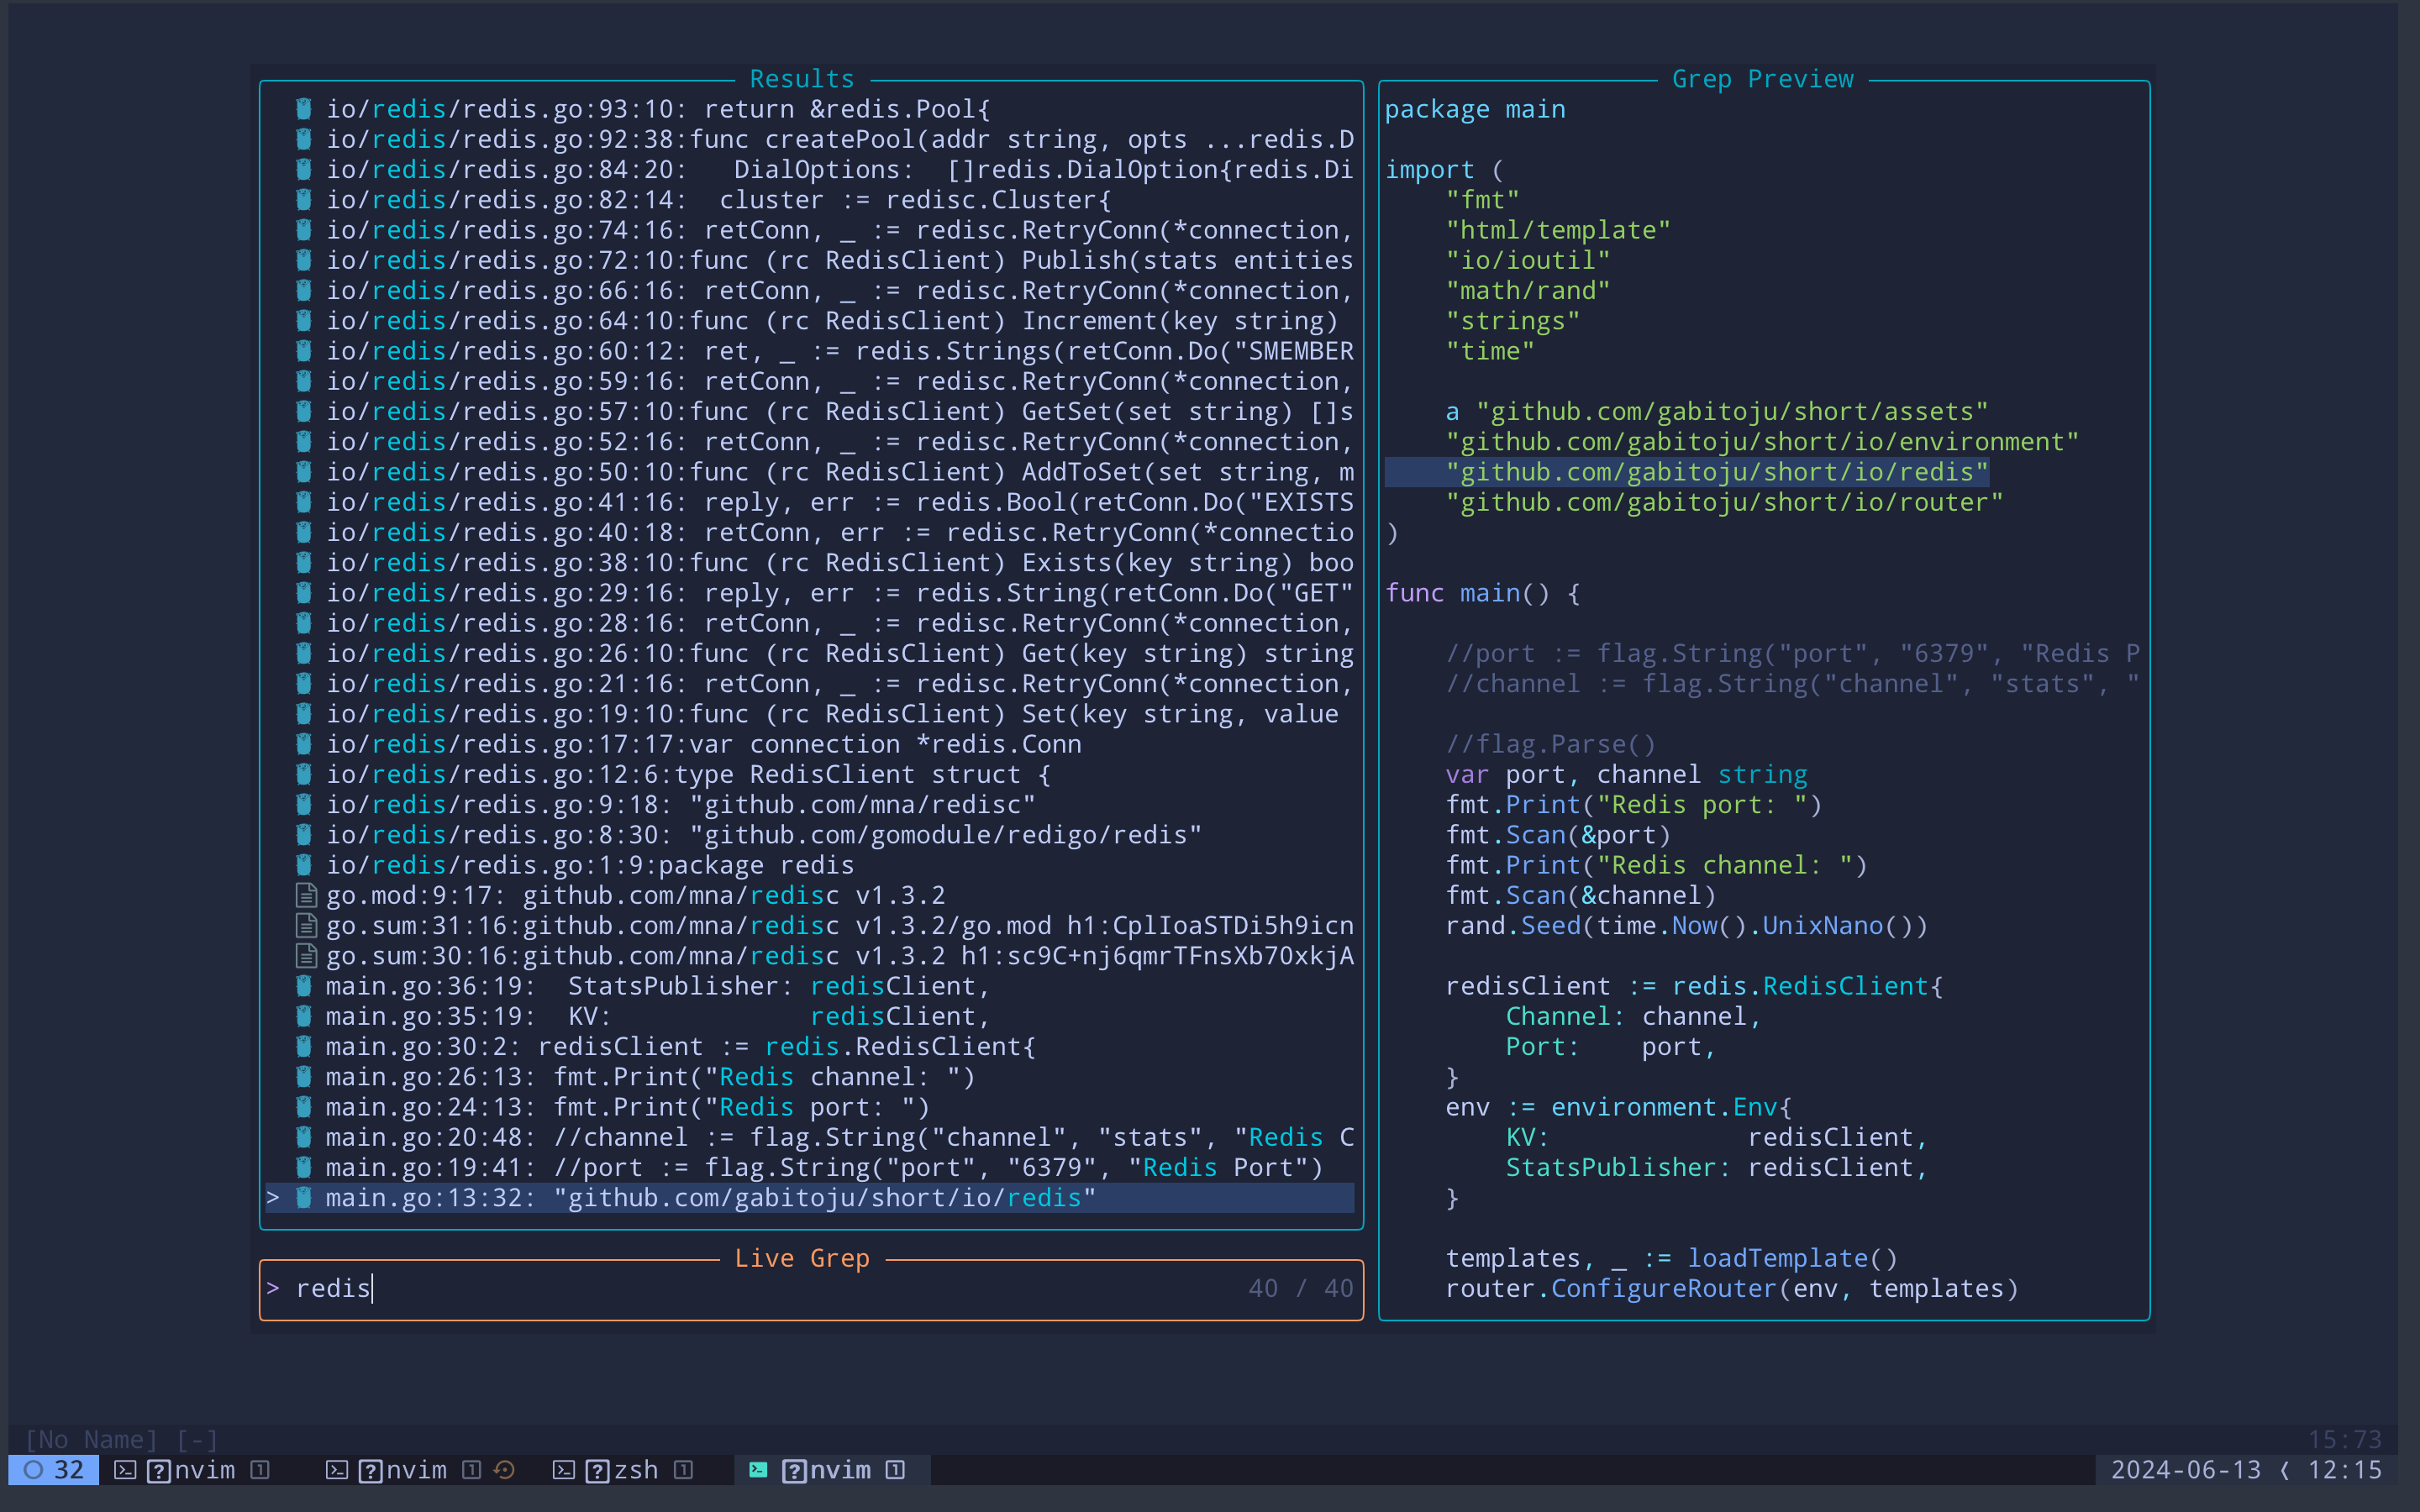 Results
io/redis/redis.go:93:10: return &redis.Pool{
io/redis/redis.go:92:38:func createPool(addr string, opts ...redis.D
io/redis/redis.go:84:20:   DialOptions:  []redis.DialOption{redis.Di
io/redis/redis.go:82:14:  cluster := redisc.Cluster{
io/redis/redis.go:74:16: retConn, _ := redisc.RetryConn(*connection,
io/redis/redis.go:72:10:func (rc RedisClient) Publish(stats entities
io/redis/redis.go:66:16: retConn, _ := redisc.RetryConn(*connection,
io/redis/redis.go:64:10:func (rc RedisClient) Increment(key string)
io/redis/redis.go:60:12: ret, _ := redis.Strings(retConn.Do("SMEMBER
io/redis/redis.go:59:16: retConn, _ := redisc.RetryConn(*connection,
io/redis/redis.go:57:10:func (rc RedisClient) GetSet(set string) []s
io/redis/redis.go:52:16: retConn, _ := redisc.RetryConn(*connection,
io/redis/redis.go:50:10:func (rc RedisClient) AddToSet(set string, m
io/redis/redis.go:41:16: reply, err := redis.Bool(retConn.Do("EXISTS
io/redis/redis.go:40:18: retConn, err := redisc.RetryConn(*connectio
io/redis/redis.go:38:10:func (rc RedisClient) Exists(key string) boo
io/redis/redis.go:29:16: reply, err := redis.String(retConn.Do("GET"
io/redis/redis.go:28:16: retConn, _ := redisc.RetryConn(*connection,
io/redis/redis.go:26:10:func (rc RedisClient) Get(key string) string
io/redis/redis.go:21:16: retConn, _ := redisc.RetryConn(*connection,
io/redis/redis.go:19:10:func (rc RedisClient) Set(key string, value
io/redis/redis.go:17:17:var connection *redis.Conn
io/redis/redis.go:12:6:type RedisClient struct {
io/redis/redis.go:9:18: "github.com/mna/redisc"
io/redis/redis.go:8:30: "github.com/gomodule/redigo/redis"
io/redis/redis.go:1:9:package redis
go.mod:9:17: github.com/mna/redisc v1.3.2
go.sum:31:16:github.com/mna/redisc v1.3.2/go.mod h1:CplIoaSTDi5h9icn
go.sum:30:16:github.com/mna/redisc v1.3.2 h1:sc9C+nj6qmrTFnsXb70xkjA
main.go:36:19:  StatsPublisher: redisClient,
main.go:35:19:  KV:             redisClient,
main.go:30:2: redisClient := redis.RedisClient{
main.go:26:13: fmt.Print("Redis channel: ")
main.go:24:13: fmt.Print("Redis port: ")
main.go:20:48: //channel := flag.String("channel", "stats", "Redis C
main.go:19:41: //port := flag.String("port", "6379", "Redis Port")
> main.go:13:32: "github.com/gabitoju/short/io/redis"
Live Grep
> redis 40 / 40
Grep Preview
package main
import (
"fmt"
"html/template"
"io/ioutil"
"math/rand"
"strings"
"time"
a "github.com/gabitoju/short/assets"
"github.com/gabitoju/short/io/environment"
"github.com/gabitoju/short/io/redis"
"github.com/gabitoju/short/io/router"
)
func main() {
//port := flag.String("port", "6379", "Redis P
//channel := flag.String("channel", "stats", "
//flag.Parse()
var port, channel string
fmt.Print("Redis port: ")
fmt.Scan(&port)
fmt.Print("Redis channel: ")
fmt.Scan(&channel)
rand.Seed(time.Now().UnixNano())
redisClient := redis.RedisClient{
Channel: channel,
Port:    port,
}
env := environment.Env{
KV:             redisClient,
StatsPublisher: redisClient,
}
templates, _ := loadTemplate()
router.ConfigureRouter(env, templates)
[No Name] [-] 15:73
32 [?]nvim 1 [?]nvim 1 [?]zsh 1 [?]nvim 1 2024-06-13 ⟨ 12:15